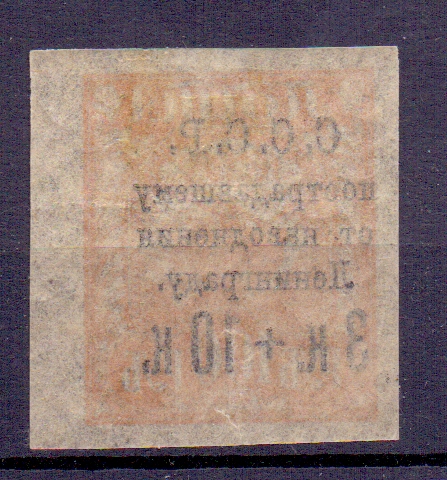 С.С.С.Р.
пострадавшему
от наводнения
Ленинграду.
3 к. + 10 к.